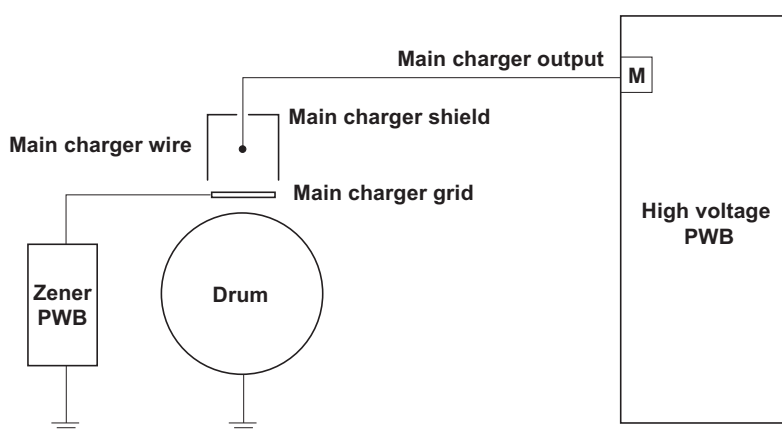 Main charger output
M
Main charger shield
Main charger wire
Main charger grid
High voltage
PWB
Zener
PWB
Drum